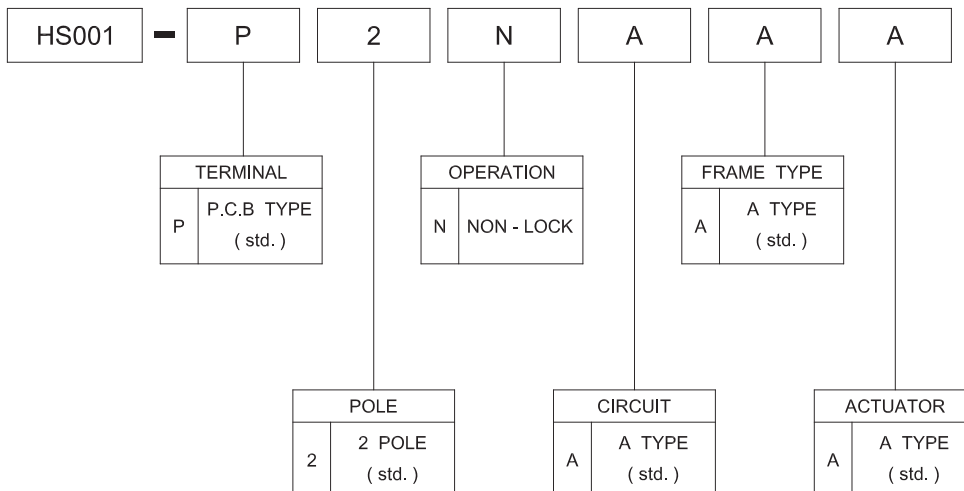 HS001 - P 2 N A A A
TERMINAL
P P.C.B TYPE
( std. )
OPERATION
N NON - LOCK
FRAME TYPE
A A TYPE
( std. )
POLE
2 2 POLE
( std. )
CIRCUIT
A A TYPE
( std. )
ACTUATOR
A A TYPE
( std. )